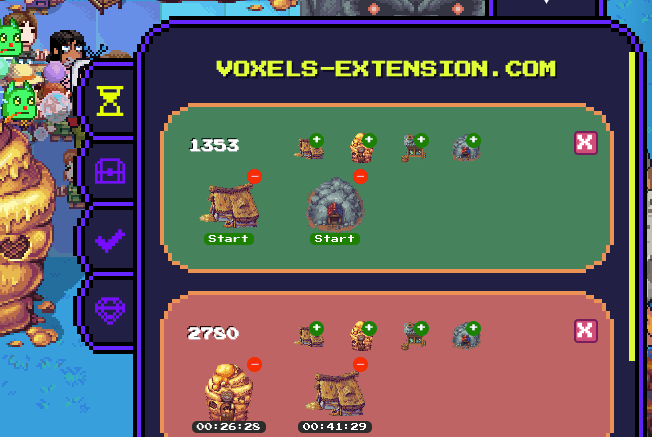 VOXELS-EXTENSION.COM
1353
Start
Start
2780
00:26:28
00:41:29